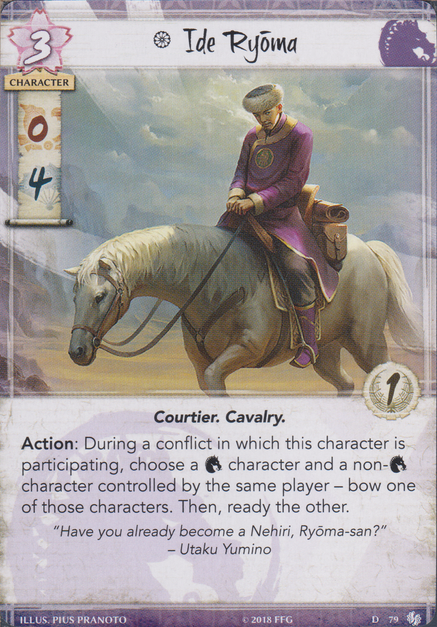 3
Ide Ryōma
CHARACTER
0
4
1
Courtier. Cavalry.
Action: During a conflict in which this character is
participating, choose a character and a non-
character controlled by the same player – bow one
of those characters. Then, ready the other.
“Have you already become a Nehiri, Ryōma-san?”
– Utaku Yumino
ILLUS. PIUS PRANOTO © 2018 FFG D 79